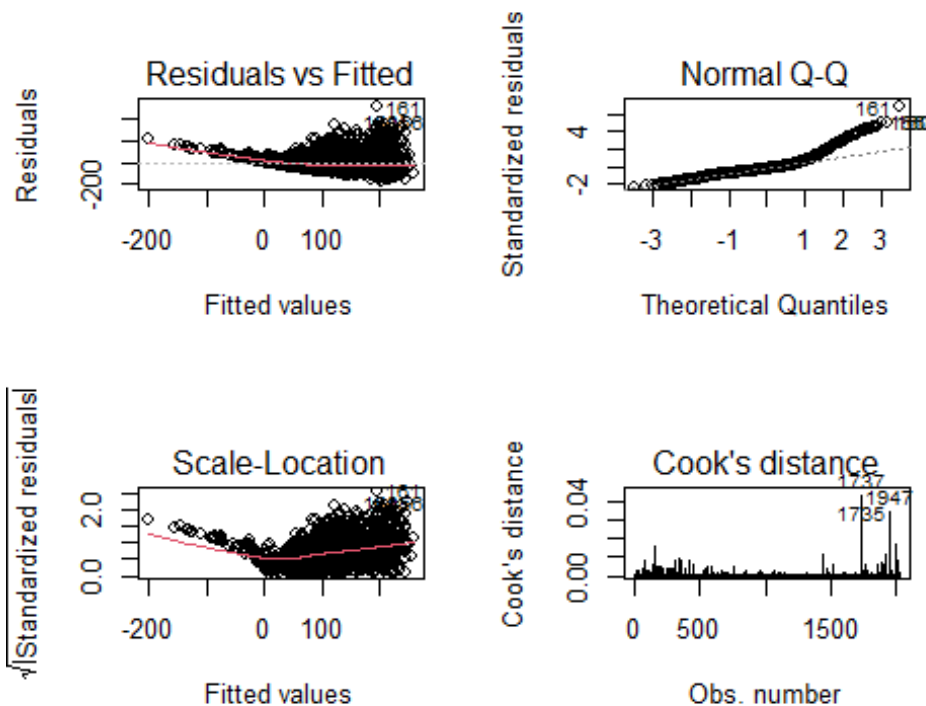 Residuals vs Fitted
Residuals
161
-200
-200 0 100
Fitted values
Normal Q-Q
Standardized residuals
161
4
-2
-3 -1 1 2 3
Theoretical Quantiles
Scale-Location
√|Standardized residuals|
161
2.0
0.0
-200 0 100
Fitted values
Cook's distance
Cook's distance
1737
1947
1735
0.04
0.00
0 500 1500
Obs. number